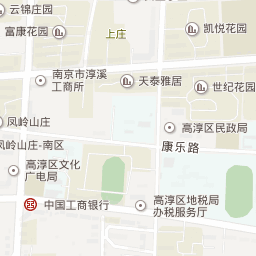 云锦庄园
富康花园
上庄
凯悦花园
南京市淳溪
工商所
天泰雅居
世纪花园
凤岭山庄
高淳区民政局
凤岭山庄-南区
康乐路
高淳区文化
广电局
高淳区地税局
办税服务厅
中国工商银行